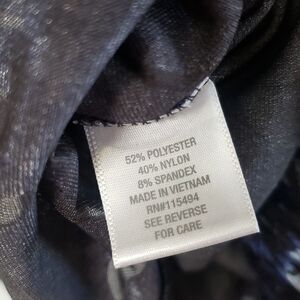 52% POLYESTER
40% NYLON
8% SPANDEX
MADE IN VIETNAM
RN#115494
SEE REVERSE
FOR CARE